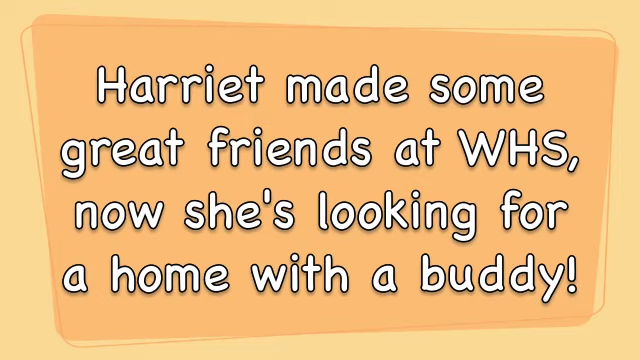 Harriet made some
great friends at WHS,
now she's looking for
a home with a buddy!